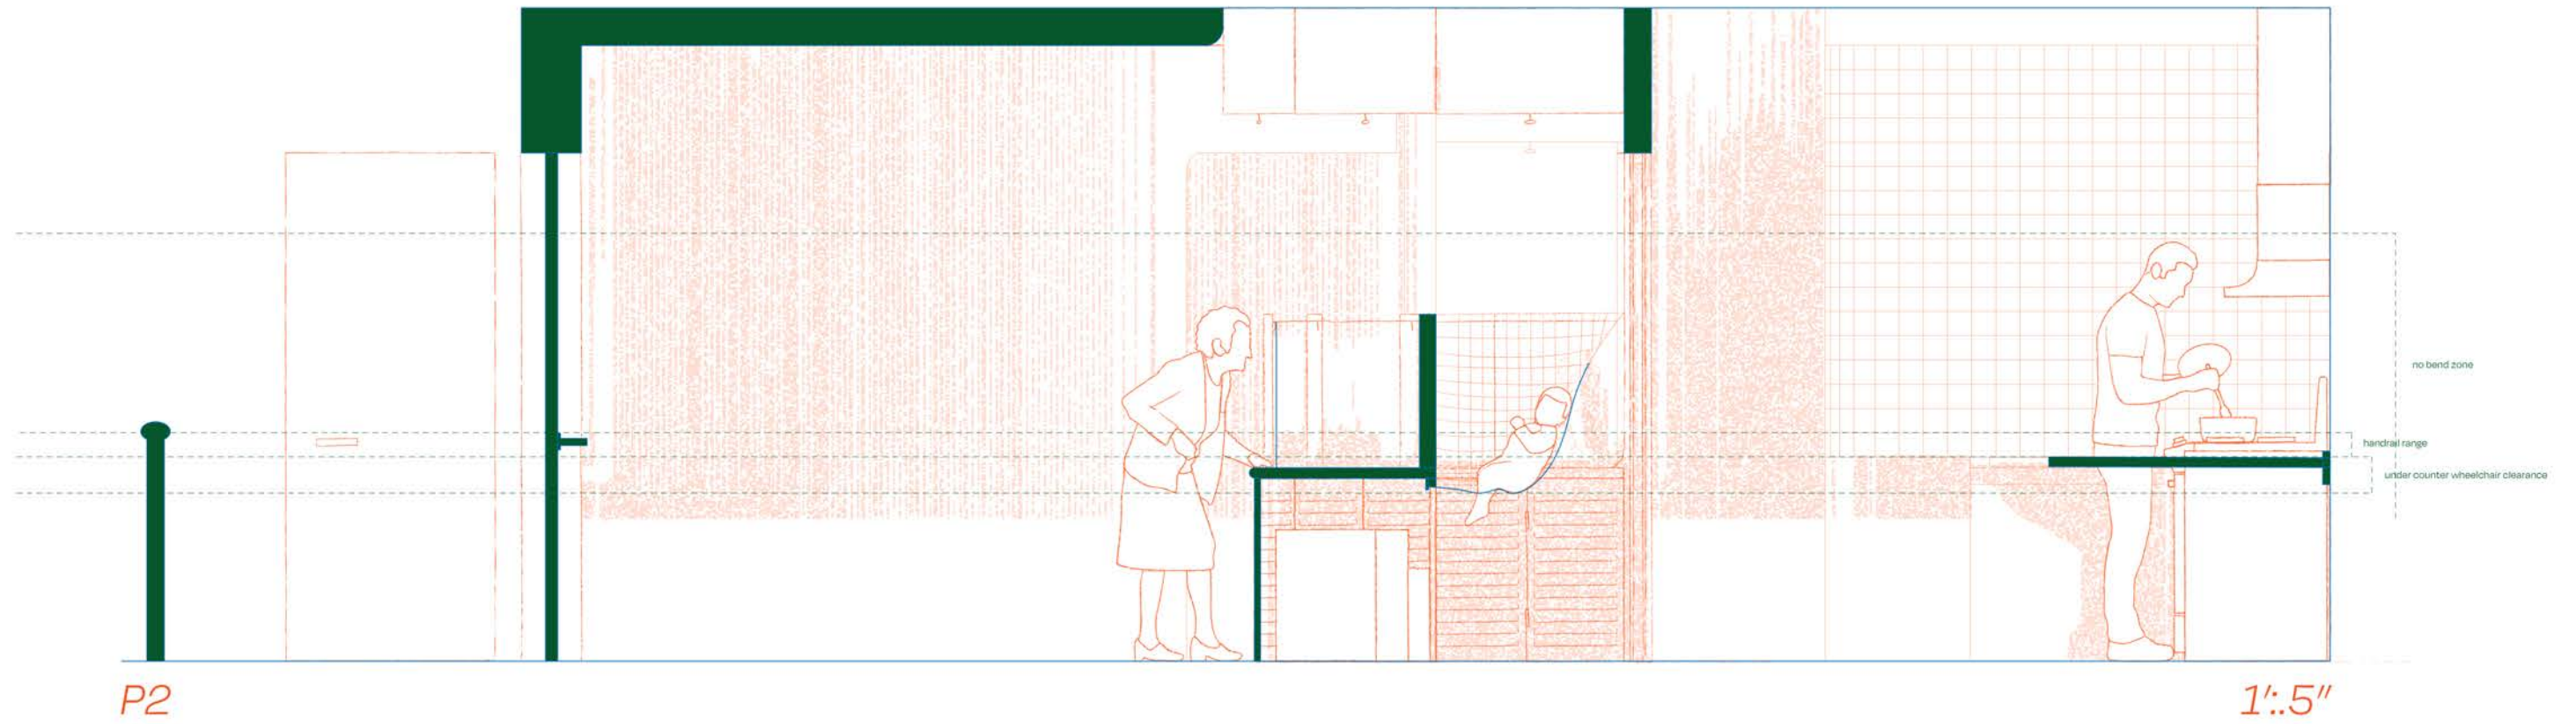 no bend zone
handrail range
under counter wheelchair clearance
P2
1':.5"